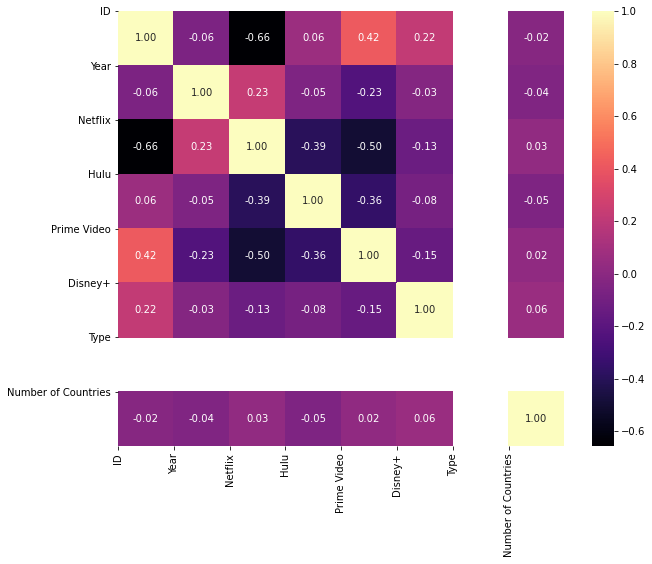 ID
Year
Netflix
Hulu
Prime Video
Disney+
Type
Number of Countries
1.00 -0.06 -0.66 0.06 0.42 0.22 -0.02
-0.06 1.00 0.23 -0.05 -0.23 -0.03 -0.04
-0.66 0.23 1.00 -0.39 -0.50 -0.13 0.03
0.06 -0.05 -0.39 1.00 -0.36 -0.08 -0.05
0.42 -0.23 -0.50 -0.36 1.00 -0.15 0.02
0.22 -0.03 -0.13 -0.08 -0.15 1.00 0.06
-0.02 -0.04 0.03 -0.05 0.02 0.06 1.00
ID
Year
Netflix
Hulu
Prime Video
Disney+
Type
Number of Countries
1.0
0.8
0.6
0.4
0.2
0.0
−0.2
−0.4
−0.6